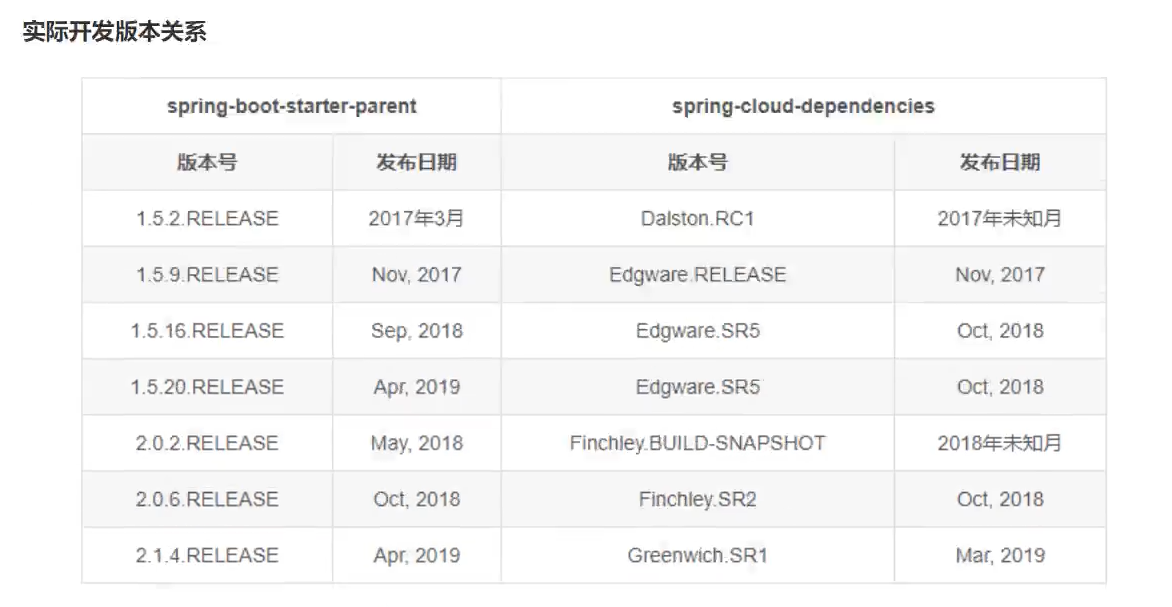 实际开发版本关系
spring-boot-starter-parent spring-cloud-dependencies
版本号 发布日期 版本号 发布日期
1.5.2.RELEASE 2017年3月 Dalston.RC1 2017年未知月
1.5.9.RELEASE Nov, 2017 Edgware.RELEASE Nov, 2017
1.5.16.RELEASE Sep, 2018 Edgware.SR5 Oct, 2018
1.5.20.RELEASE Apr, 2019 Edgware.SR5 Oct, 2018
2.0.2.RELEASE May, 2018 Finchley.BUILD-SNAPSHOT 2018年未知月
2.0.6.RELEASE Oct, 2018 Finchley.SR2 Oct, 2018
2.1.4.RELEASE Apr, 2019 Greenwich.SR1 Mar, 2019